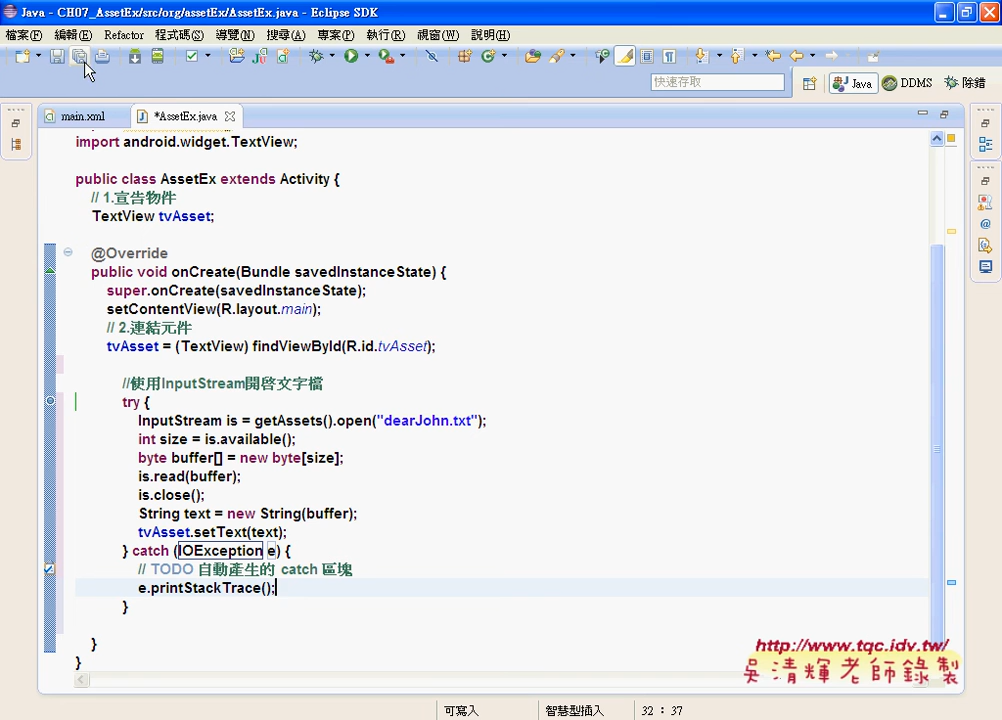 Java - CH07_AssetEx/src/org/assetEx/AssetEx.java - Eclipse SDK
檔案(F) 編輯(E) Refactor 程式碼(S) 導覽(N) 搜尋(A) 專案(P) 執行(R) 視窗(W) 說明(H)
快速存取
Java DDMS 除錯
main.xml *AssetEx.java
import android.widget.TextView;
public class AssetEx extends Activity {
// 1.宣告物件
TextView tvAsset;
@Override
public void onCreate(Bundle savedInstanceState) {
super.onCreate(savedInstanceState);
setContentView(R.layout.main);
// 2.連結元件
tvAsset = (TextView) findViewById(R.id.tvAsset);
//使用InputStream開啓文字檔
try {
InputStream is = getAssets().open("dearJohn.txt");
int size = is.available();
byte buffer[] = new byte[size];
is.read(buffer);
is.close();
String text = new String(buffer);
tvAsset.setText(text);
} catch (IOException e) {
// TODO 自動產生的 catch 區塊
e.printStackTrace();
}
}
}
http://www.tqc.idv.tw/
吳清輝老師錄製
可寫入 智慧型插入 32 : 37